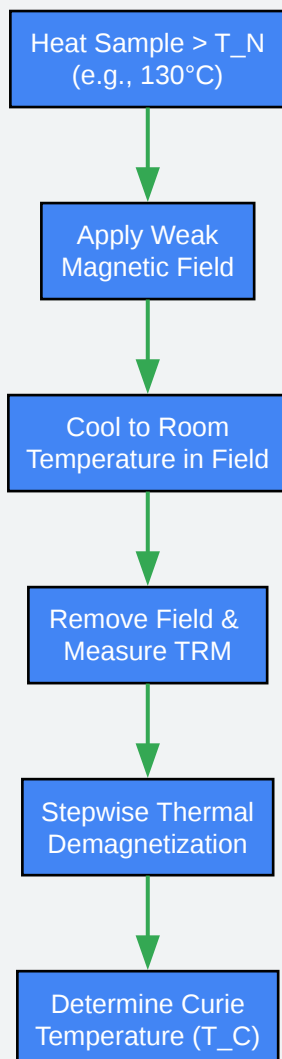 Heat Sample > T_N
(e.g., 130°C)
Apply Weak
Magnetic Field
Cool to Room
Temperature in Field
Remove Field &
Measure TRM
Stepwise Thermal
Demagnetization
Determine Curie
Temperature (T_C)